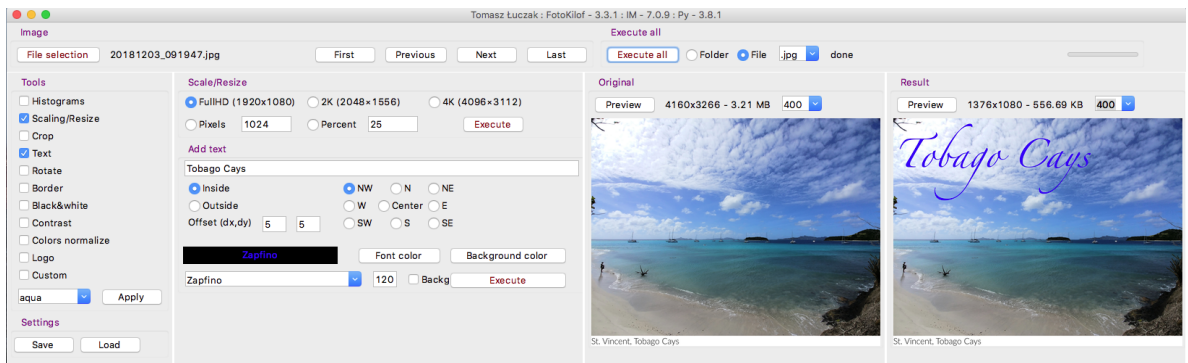 Tomasz Łuczak : FotoKilof - 3.3.1 : IM - 7.0.9 : Py - 3.8.1
Image
File selection 20181203_091947.jpg First Previous Next Last
Execute all
Execute all Folder File .jpg done
Tools
Histograms
Scaling/Resize
Crop
Text
Rotate
Border
Black&white
Contrast
Colors normalize
Logo
Custom
aqua Apply
Settings
Save Load
Scale/Resize
FullHD (1920x1080) 2K (2048×1556) 4K (4096×3112)
Pixels 1024 Percent 25 Execute
Add text
Tobago Cays
Inside NW N NE
Outside W Center E
Offset (dx,dy) 5 5 SW S SE
Zapfino Font color Background color
Zapfino 120 Backg Execute
Original
Preview 4160x3266 - 3.21 MB 400
St. Vincent, Tobago Cays
Result
Preview 1376x1080 - 556.69 KB 400
Tobago Cays
St. Vincent, Tobago Cays